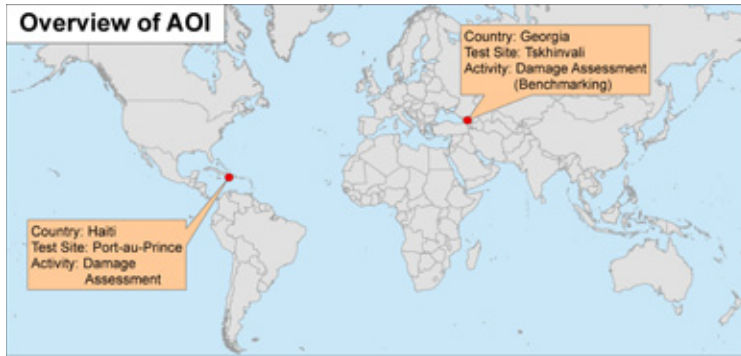 Overview of AOI
Country: Georgia
Test Site: Tskhinvali
Activity: Damage Assessment
(Benchmarking)
Country: Haiti
Test Site: Port-au-Prince
Activity: Damage
Assessment